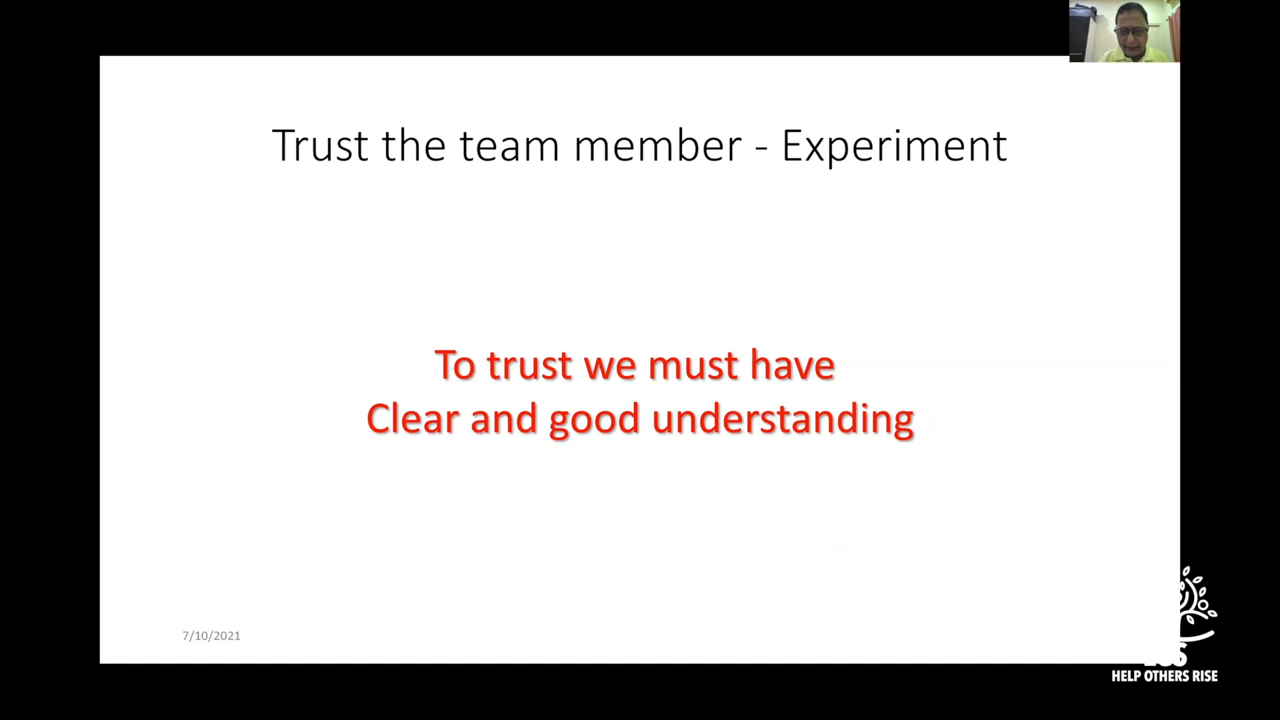 Trust the team member - Experiment
To trust we must have
Clear and good understanding
7/10/2021
HELP OTHERS RISE